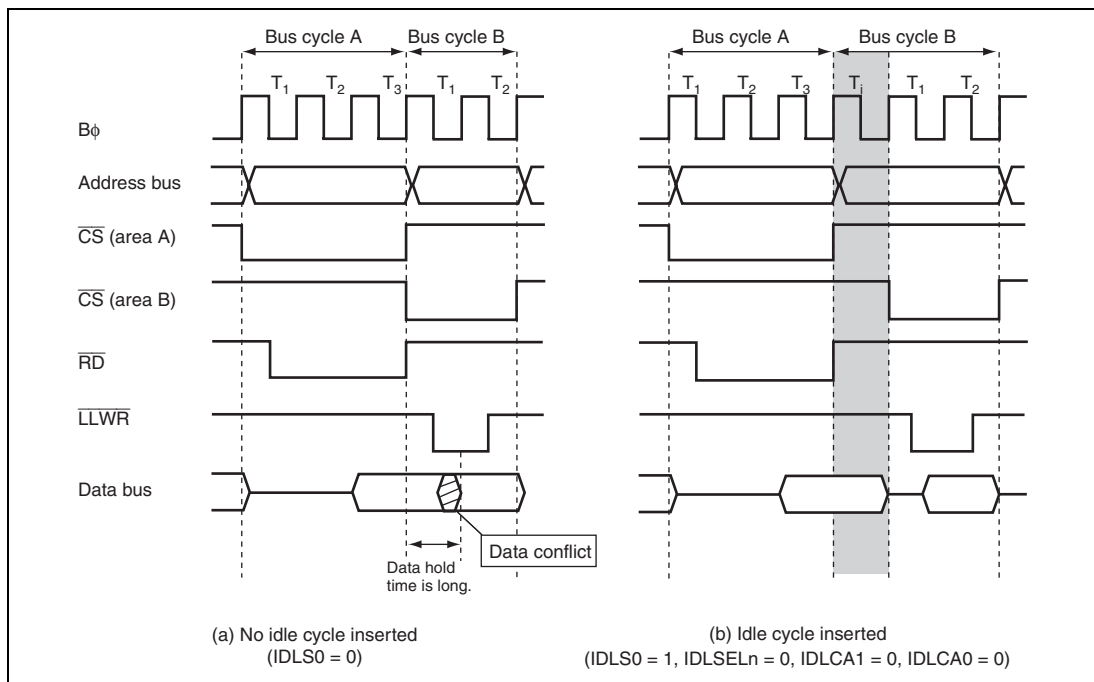 Bus cycle A Bus cycle B Bus cycle A Bus cycle B
T1 T2 T3 T1 T2 T1 T2 T3 Ti T1 T2
Bϕ
Address bus
CS (area A)
CS (area B)
RD
LLWR
Data bus
Data conflict
Data hold
time is long.
(a) No idle cycle inserted
(IDLS0 = 0)
(b) Idle cycle inserted
(IDLS0 = 1, IDLSELn = 0, IDLCA1 = 0, IDLCA0 = 0)